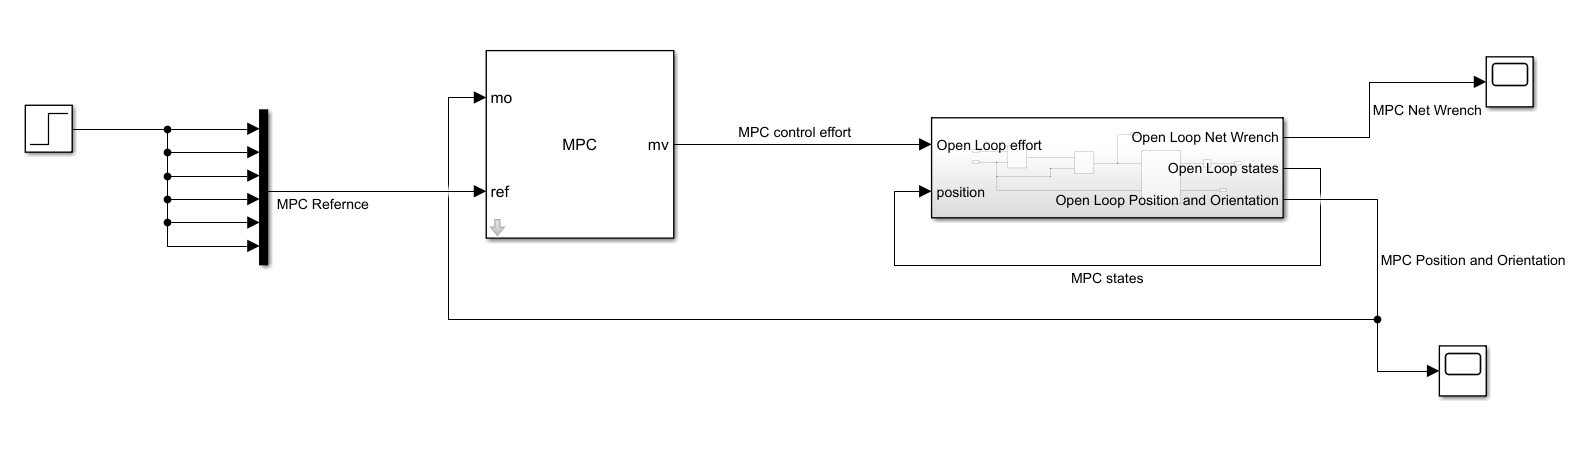 mo
MPC
mv
ref
MPC Refernce
MPC control effort
Open Loop effort
position
Open Loop Net Wrench
Open Loop states
Open Loop Position and Orientation
MPC states
MPC Net Wrench
MPC Position and Orientation